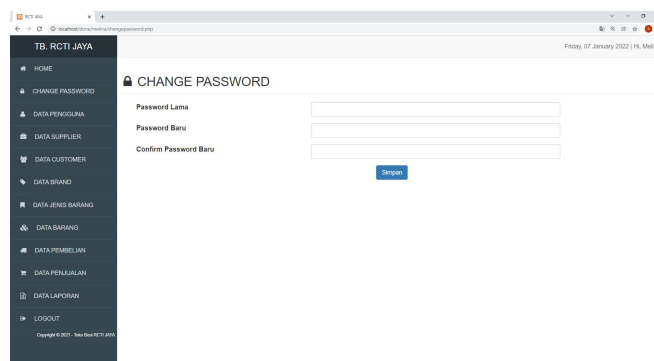 RCTI JAYA
localhost/done/melina/changepassword.php
TB. RCTI JAYA
Friday, 07 January 2022 | Hi, Meli
HOME
CHANGE PASSWORD
DATA PENGGUNA
DATA SUPPLIER
DATA CUSTOMER
DATA BRAND
DATA JENIS BARANG
DATA BARANG
DATA PEMBELIAN
DATA PENJUALAN
DATA LAPORAN
LOGOUT
Copyright © 2021 - Toko Besi RCTI JAYA
CHANGE PASSWORD
Password Lama
Password Baru
Confirm Password Baru
Simpan